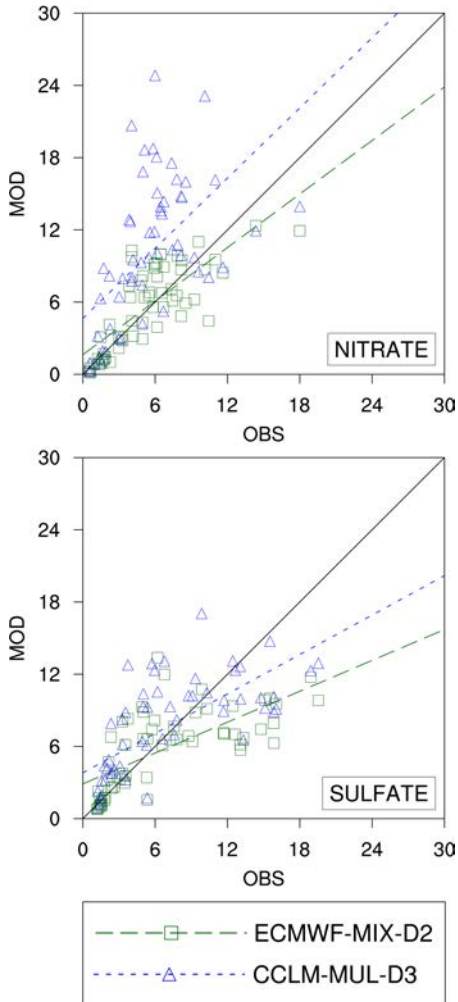 30
24
18
12
6
0
MOD
NITRATE
0 6 12 18 24 30
OBS
30
24
18
12
6
0
MOD
SULFATE
0 6 12 18 24 30
OBS
ECMWF-MIX-D2
CCLM-MUL-D3